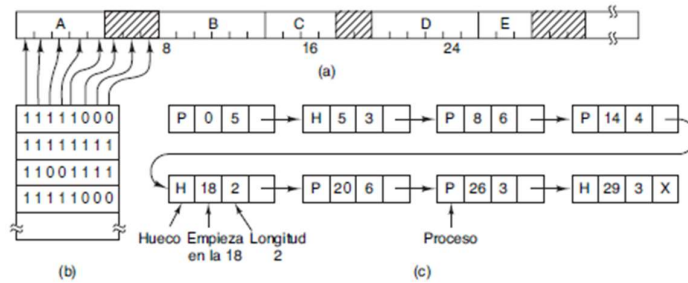 A B C D E
8 16 24
(a)
11111000
11111111
11001111
11111000
(b)
P 0 5 H 5 3 P 8 6 P 14 4
H 18 2 P 20 6 P 26 3 H 29 3 X
Hueco Empieza en la 18 Longitud 2 Proceso
(c)